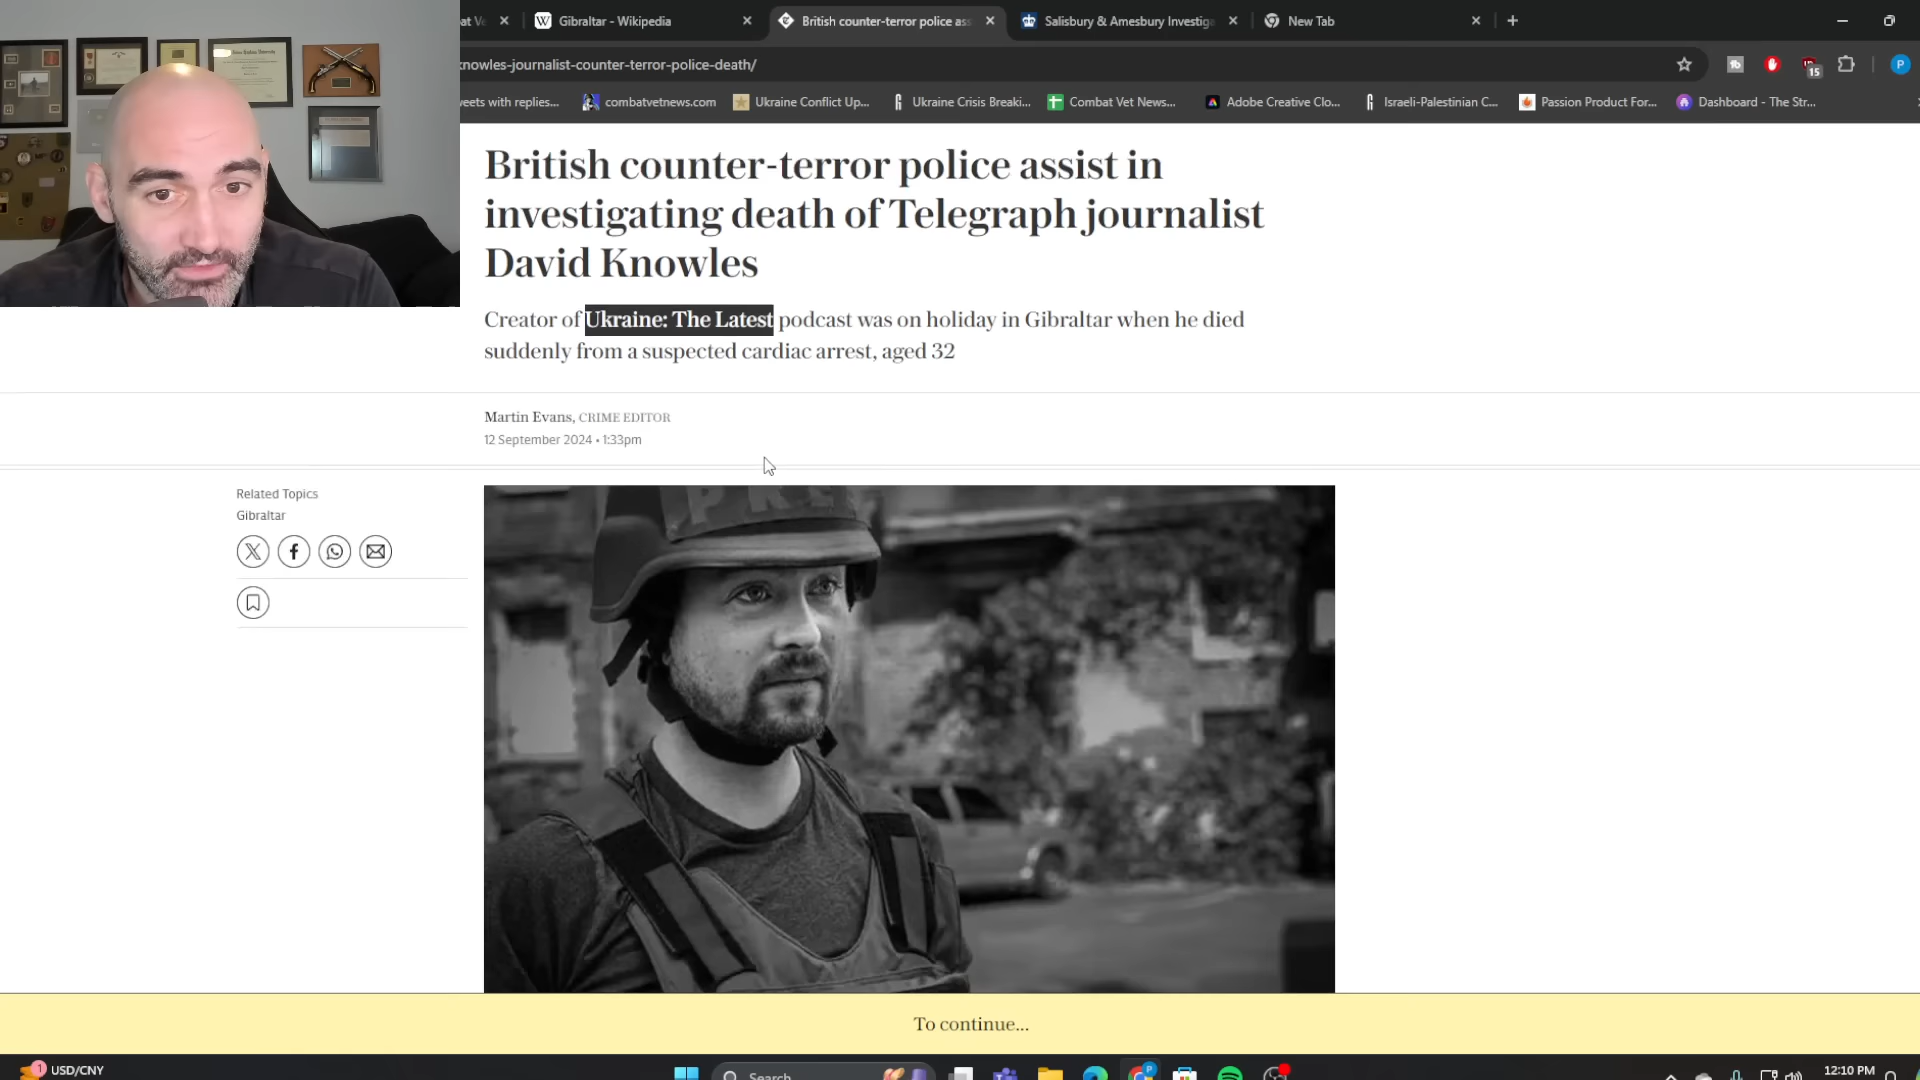 at Ve
Gibraltar - Wikipedia
British counter-terror police ass
Salisbury & Amesbury Investiga
New Tab
knowles-journalist-counter-terror-police-death/
15
P
weets with replies...
combatvetnews.com
Ukraine Conflict Up...
Ukraine Crisis Breaki...
Combat Vet News...
Adobe Creative Clo...
Israeli-Palestinian C...
Passion Product For...
Dashboard - The Str...
British counter-terror police assist in
investigating death of Telegraph journalist
David Knowles
Creator of Ukraine: The Latest podcast was on holiday in Gibraltar when he died
suddenly from a suspected cardiac arrest, aged 32
Martin Evans, CRIME EDITOR
12 September 2024 • 1:33pm
Related Topics
Gibraltar
To continue...
1
USD/CNY
Search
P
12:10 PM